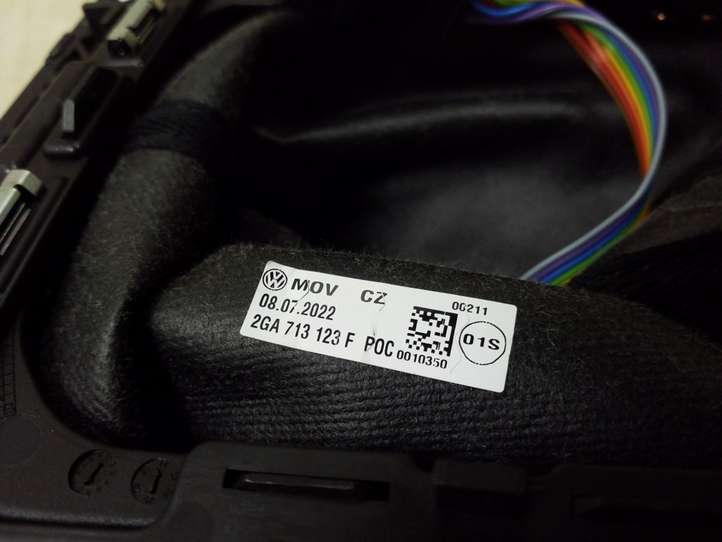 MOV CZ 00211
08.07.2022
2GA 713 123 F POC 0010350
01S